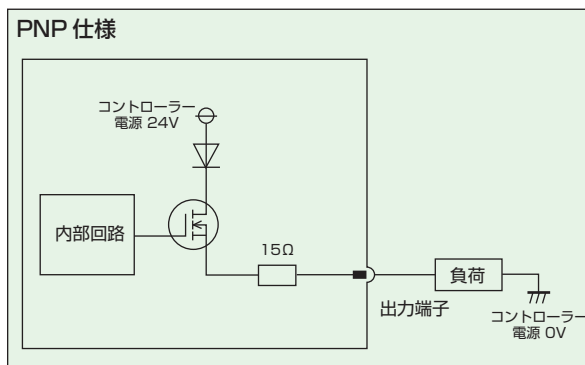 PNP 仕様
コントローラー
電源 24V
内部回路
15Ω
負荷
出力端子
コントローラー
電源 0V